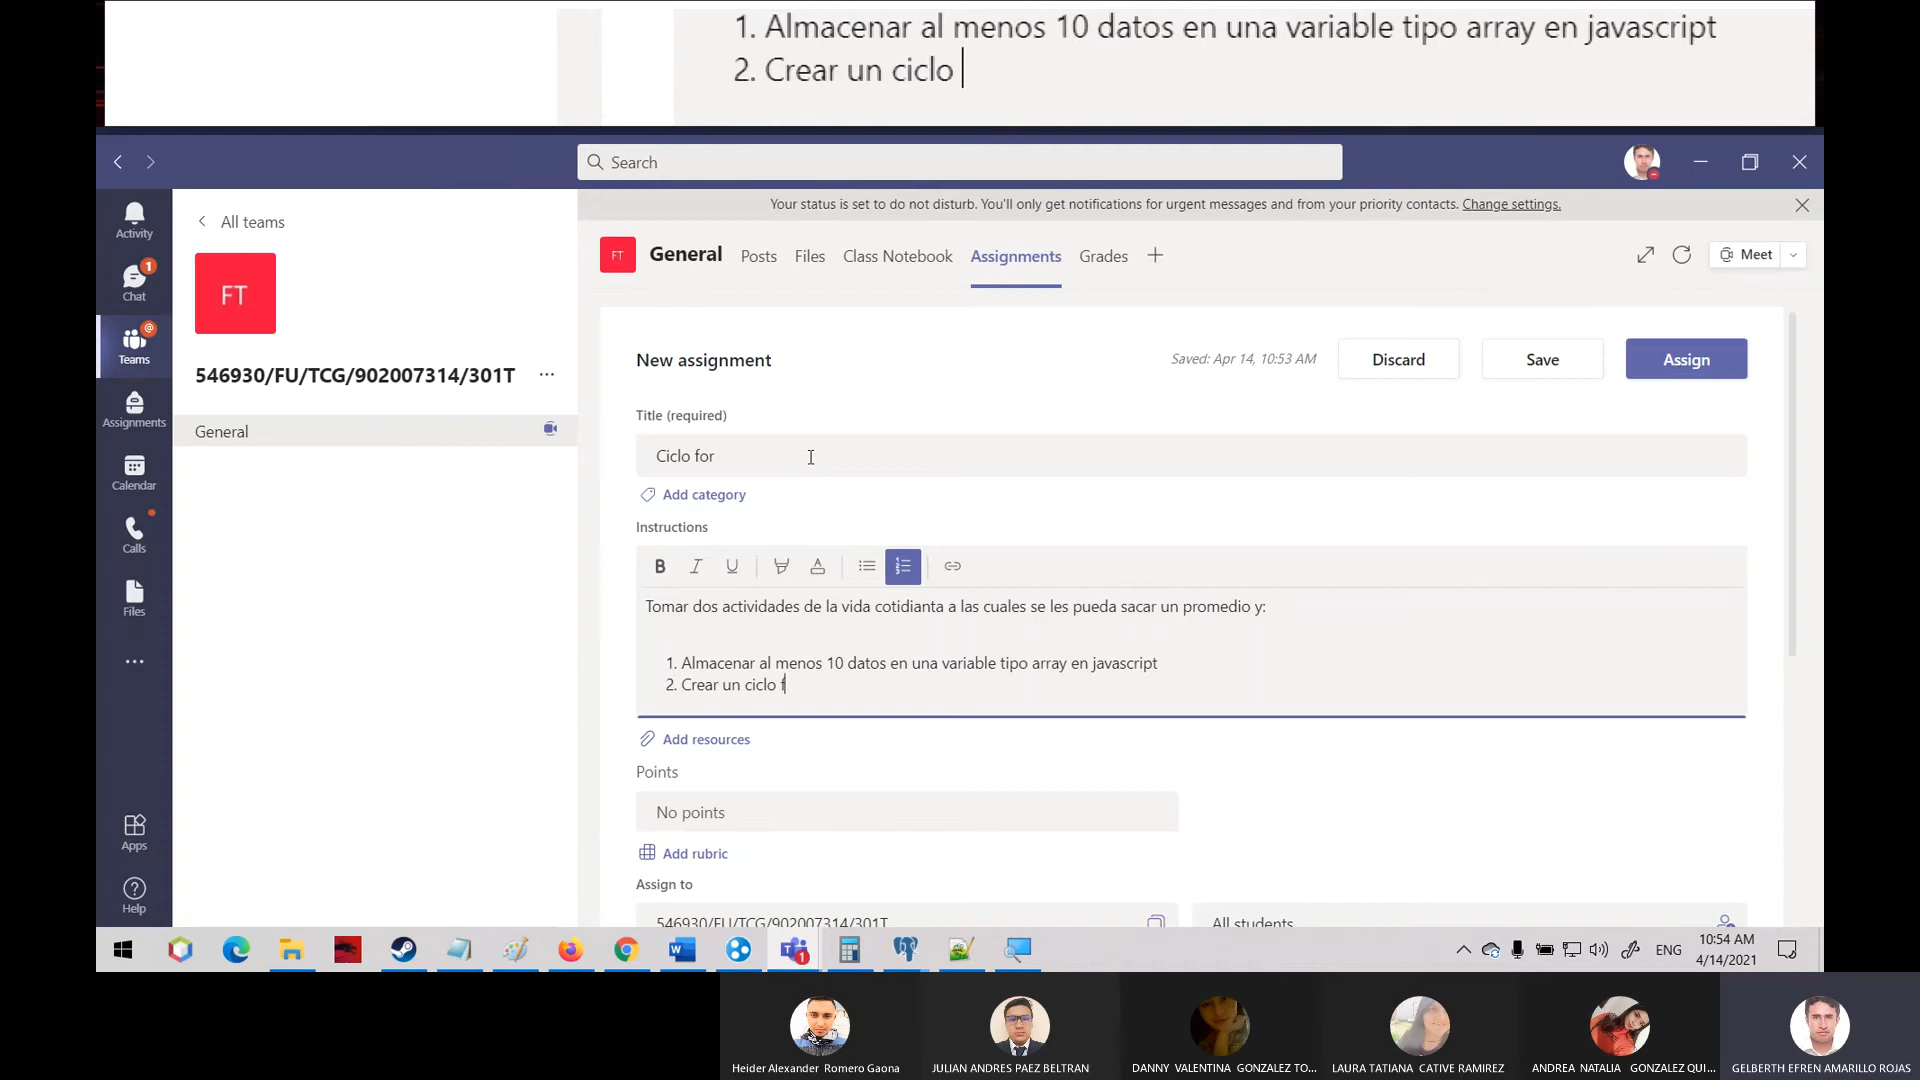 1. Almacenar al menos 10 datos en una variable tipo array en javascript
2. Crear un ciclo
Search
Your status is set to do not disturb. You'll only get notifications for urgent messages and from your priority contacts. Change settings.
Activity
Chat
1
Teams
@
Assignments
Calendar
Calls
Files
Apps
Help
All teams
FT
546930/FU/TCG/902007314/301T
General
FT
General
Posts
Files
Class Notebook
Assignments
Grades
Meet
New assignment
Saved: Apr 14, 10:53 AM
Discard
Save
Assign
Title (required)
Ciclo for
Add category
Instructions
B I U
Tomar dos actividades de la vida cotidianta a las cuales se les pueda sacar un promedio y:
1. Almacenar al menos 10 datos en una variable tipo array en javascript
2. Crear un ciclo f
Add resources
Points
No points
Add rubric
Assign to
546930/FU/TCG/902007314/301T
All students
ENG
10:54 AM
4/14/2021
Heider Alexander Romero Gaona
JULIAN ANDRES PAEZ BELTRAN
DANNY VALENTINA GONZALEZ TO...
LAURA TATIANA CATIVE RAMIREZ
ANDREA NATALIA GONZALEZ QUI...
GELBERTH EFREN AMARILLO ROJAS